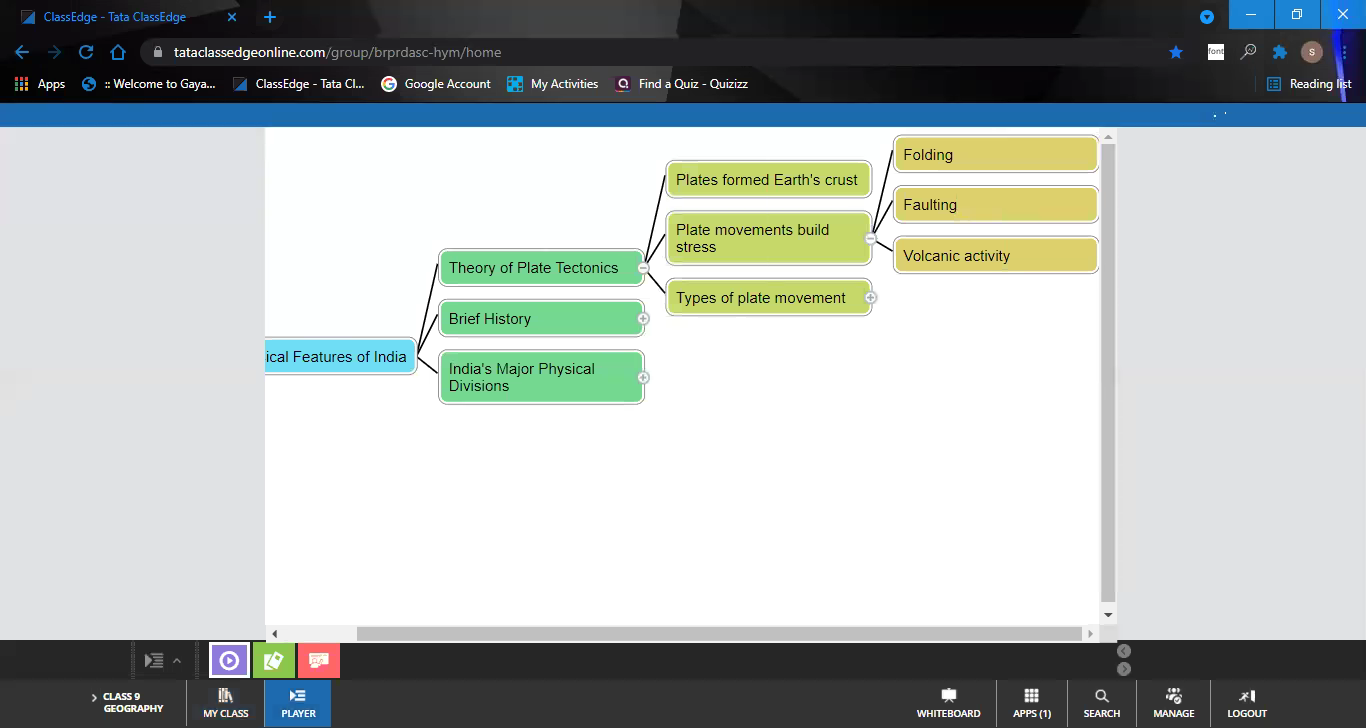 ClassEdge - Tata ClassEdge
tataclassedgeonline.com/group/brprdasc-hym/home
font
S
Apps
:: Welcome to Gaya...
ClassEdge - Tata Cl...
Google Account
My Activities
Find a Quiz - Quizizz
Reading list
Folding
Plates formed Earth's crust
Faulting
Plate movements build
stress
Volcanic activity
Theory of Plate Tectonics
Types of plate movement
Brief History
ical Features of India
India's Major Physical
Divisions
CLASS 9
GEOGRAPHY
MY CLASS
PLAYER
WHITEBOARD
APPS (1)
SEARCH
MANAGE
LOGOUT